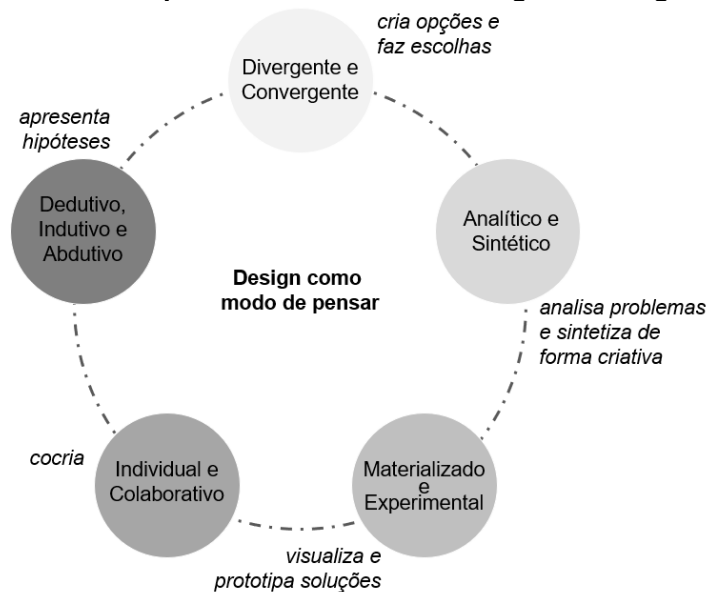 cria opções e
faz escolhas
Divergente e
Convergente
apresenta
hipóteses
Dedutivo,
Indutivo e
Abdutivo
Analítico e
Sintético
Design como
modo de pensar
analisa problemas
e sintetiza de
forma criativa
cocria
Individual e
Colaborativo
Materializado
e
Experimental
visualiza e
prototipa soluções